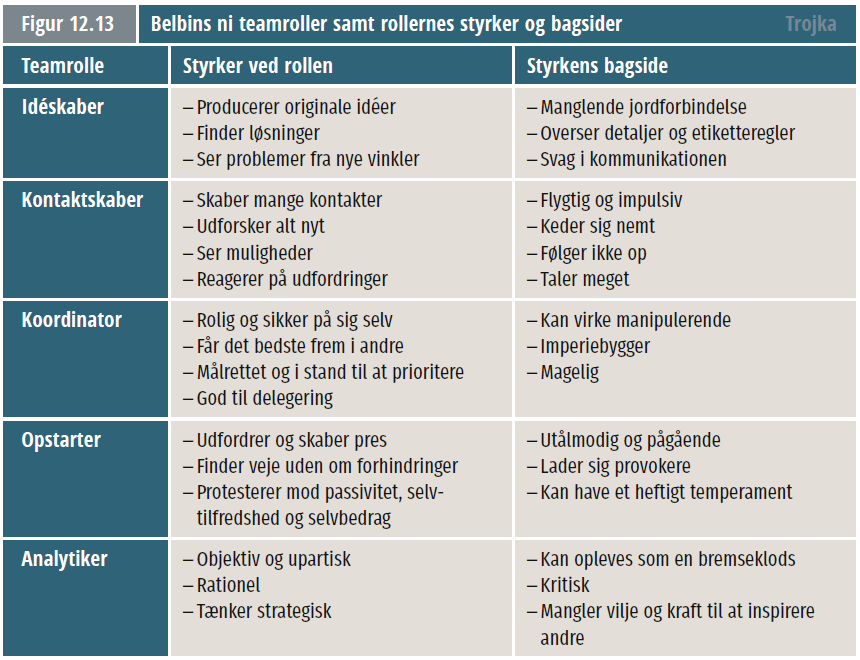 Figur 12.13 Belbins ni teamroller samt rollernes styrker og bagsider Trojka
Teamrolle Styrker ved rollen Styrkens bagside
Idéskaber
– Producerer originale idéer
– Finder løsninger
– Ser problemer fra nye vinkler
– Manglende jordforbindelse
– Overser detaljer og etiketteregler
– Svag i kommunikationen
Kontaktskaber
– Skaber mange kontakter
– Udforsker alt nyt
– Ser muligheder
– Reagerer på udfordringer
– Flygtig og impulsiv
– Keder sig nemt
– Følger ikke op
– Taler meget
Koordinator
– Rolig og sikker på sig selv
– Får det bedste frem i andre
– Målrettet og i stand til at prioritere
– God til delegering
– Kan virke manipulerende
– Imperiebygger
– Magelig
Opstarter
– Udfordrer og skaber pres
– Finder veje uden om forhindringer
– Protesterer mod passivitet, selv-
tilfredshed og selvbedrag
– Utålmodig og pågående
– Lader sig provokere
– Kan have et heftigt temperament
Analytiker
– Objektiv og upartisk
– Rationel
– Tænker strategisk
– Kan opleves som en bremseklods
– Kritisk
– Mangler vilje og kraft til at inspirere
andre